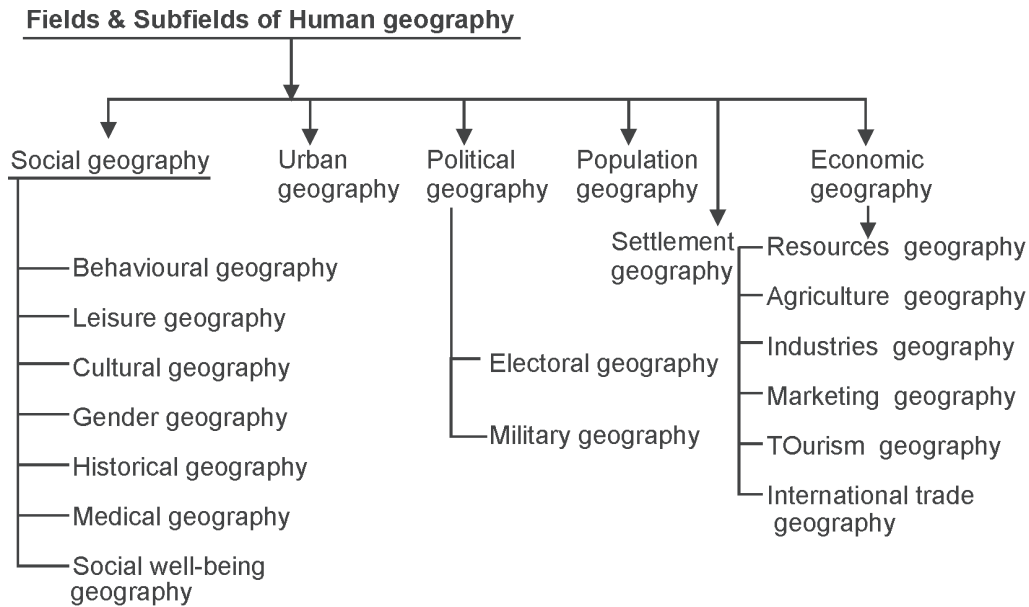 Fields & Subfields of Human geography
Social geography
Urban
geography
Political
geography
Population
geography
Economic
geography
Settlement
geography
Behavioural geography
Leisure geography
Cultural geography
Gender geography
Historical geography
Medical geography
Social well-being
geography
Electoral geography
Military geography
Resources geography
Agriculture geography
Industries geography
Marketing geography
TOurism geography
International trade
geography